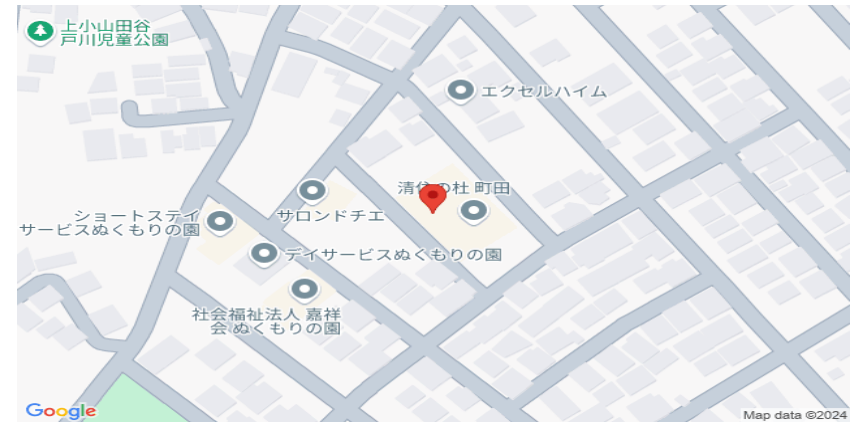 上小山田谷
戸川児童公園
エクセルハイム
清住の杜 町田
サロンドチエ
ショートステイ
サービスぬくもりの園
デイサービスぬくもりの園
社会福祉法人 嘉祥
会 ぬくもりの園
Google
Map data ©2024